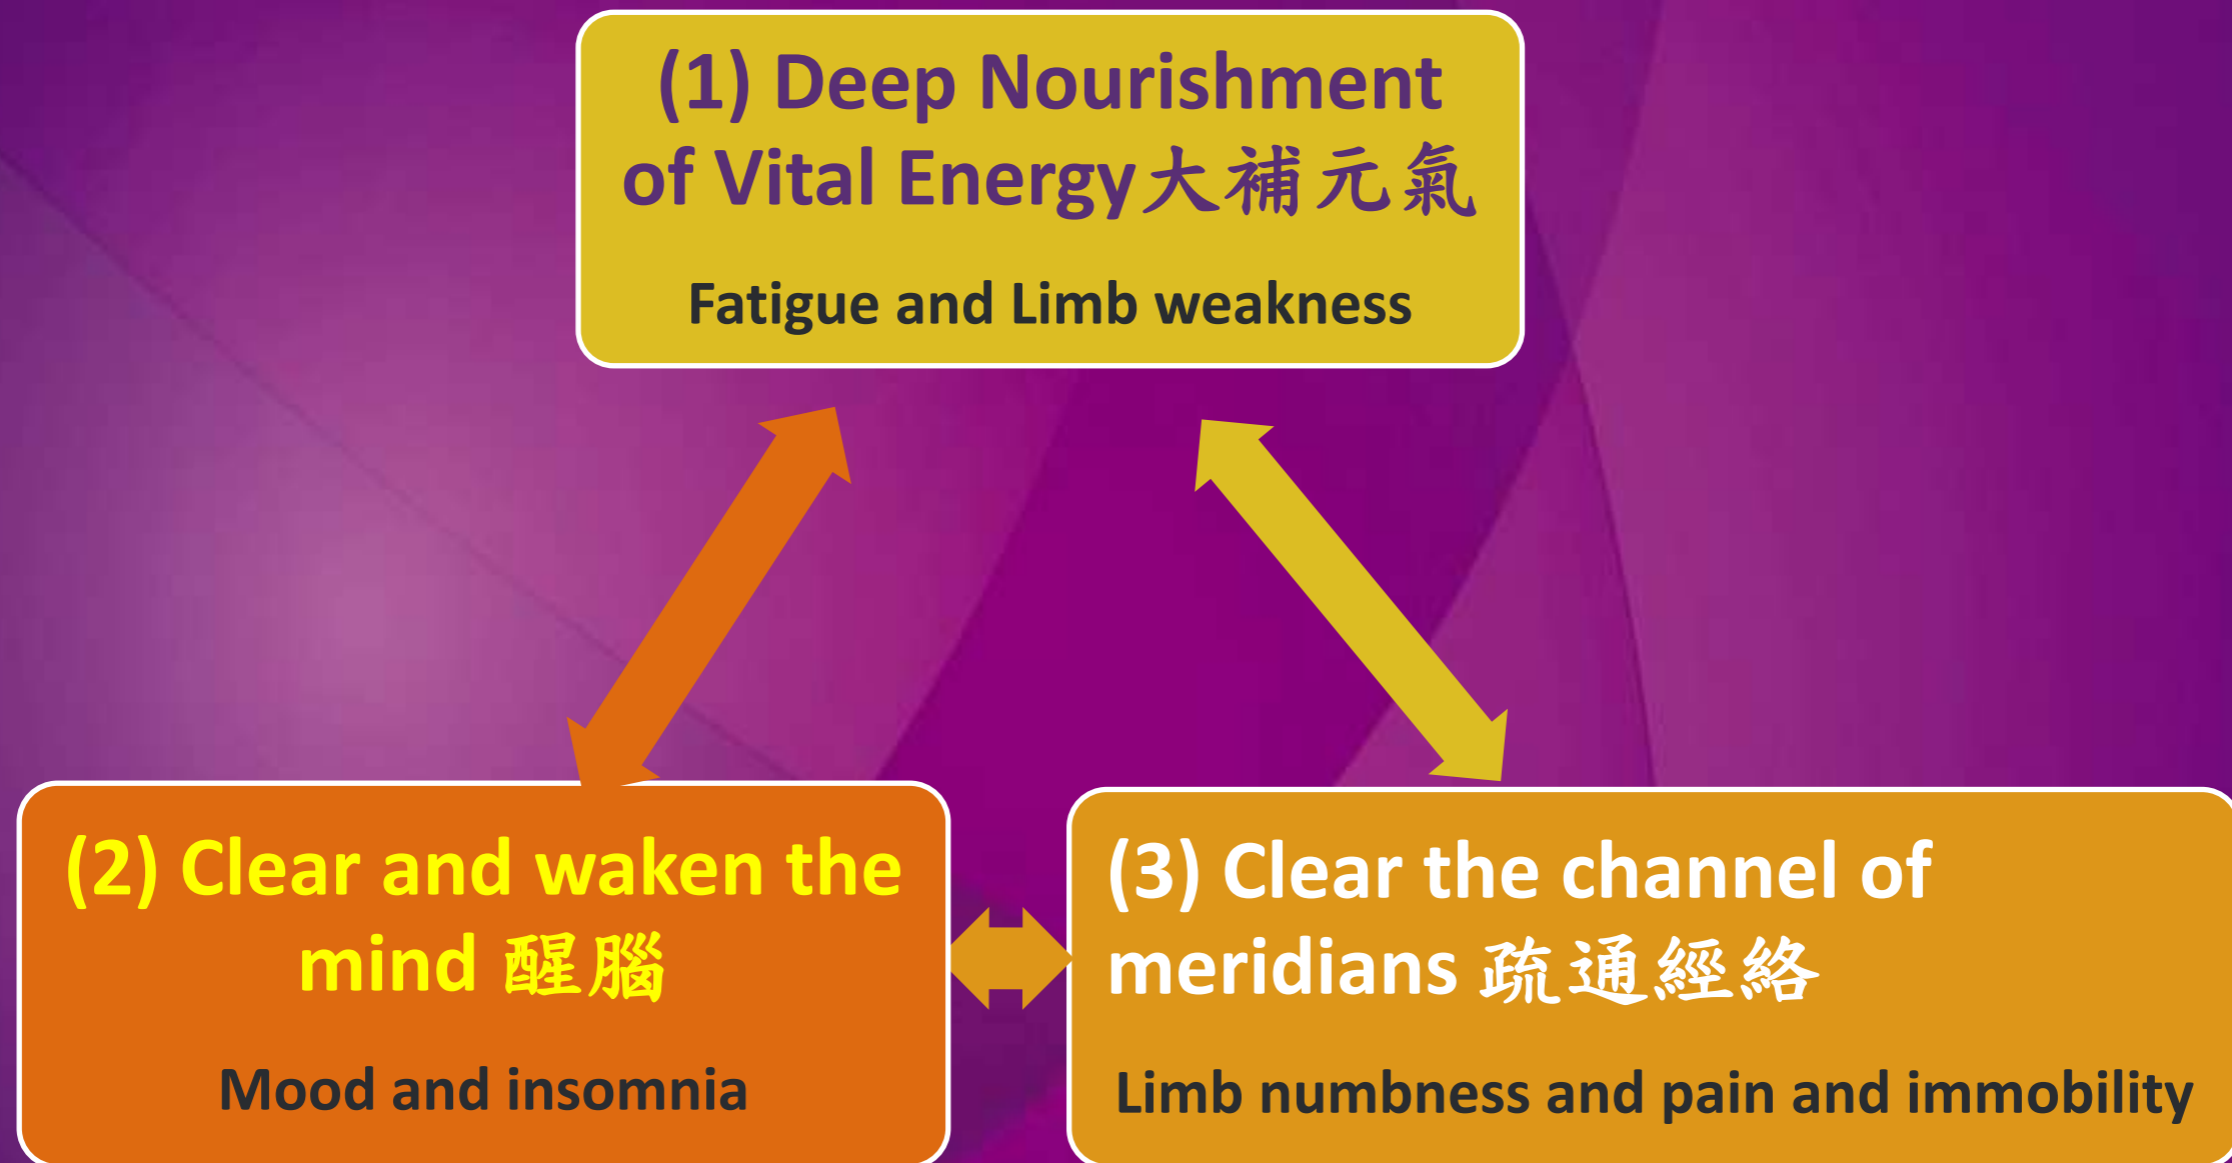 (1) Deep Nourishment
of Vital Energy大補元氣
Fatigue and Limb weakness
(2) Clear and waken the
mind 醒腦
Mood and insomnia
(3) Clear the channel of
meridians 疏通經絡
Limb numbness and pain and immobility